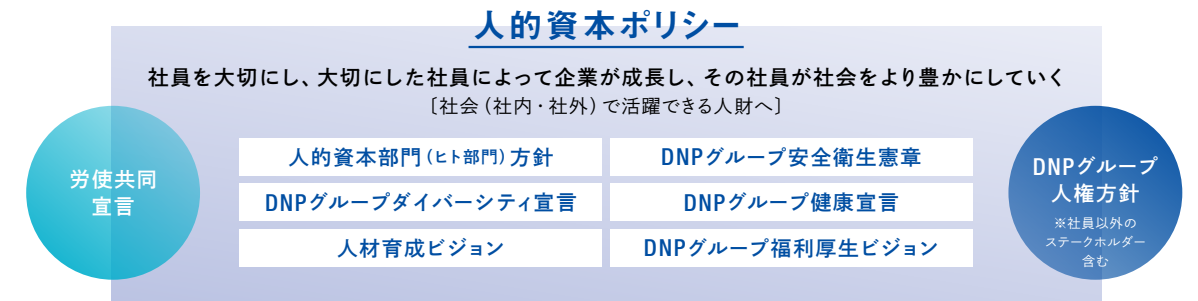 人的資本ポリシー
社員を大切にし、大切にした社員によって企業が成長し、その社員が社会をより豊かにしていく
〔社会（社内・社外）で活躍できる人財へ〕
労使共同
宣言
人的資本部門（ヒト部門）方針
DNPグループ安全衛生憲章
DNPグループダイバーシティ宣言
DNPグループ健康宣言
人材育成ビジョン
DNPグループ福利厚生ビジョン
DNPグループ
人権方針
※社員以外の
ステークホルダー
含む